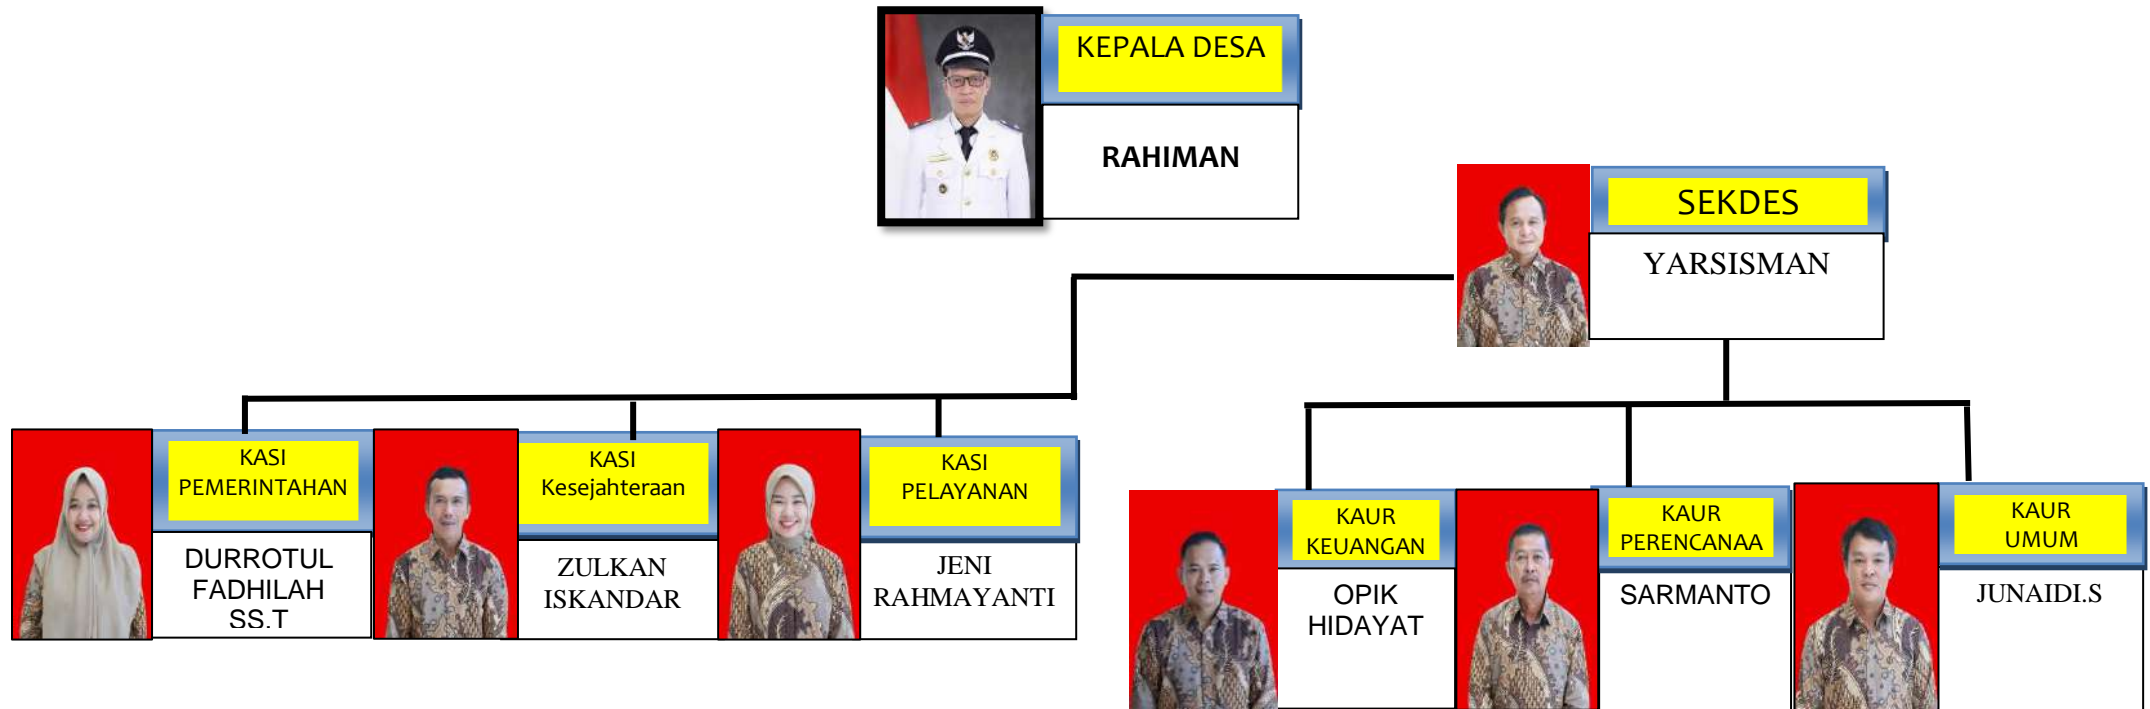 KEPALA DESA
RAHIMAN
SEKDES
YARSISMAN
KASI
PEMERINTAHAN
DURROTUL
FADHILAH
SS.T
KASI
Kesejahteraan
ZULKAN
ISKANDAR
KASI
PELAYANAN
JENI
RAHMAYANTI
KAUR
KEUANGAN
OPIK
HIDAYAT
KAUR
PERENCANAA
SARMANTO
KAUR
UMUM
JUNAIDI.S